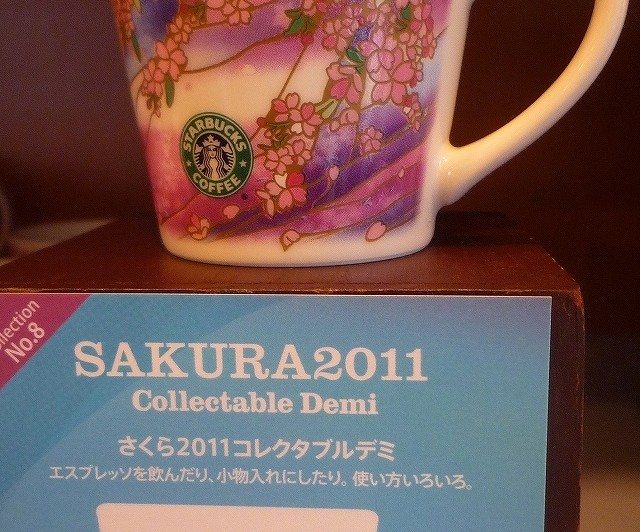 STARBUCKS
COFFEE
No.8
SAKURA2011
Collectable Demi
さくら2011コレクタブルデミ
エスプレッソを飲んだり、小物入れにしたり。使い方いろいろ。